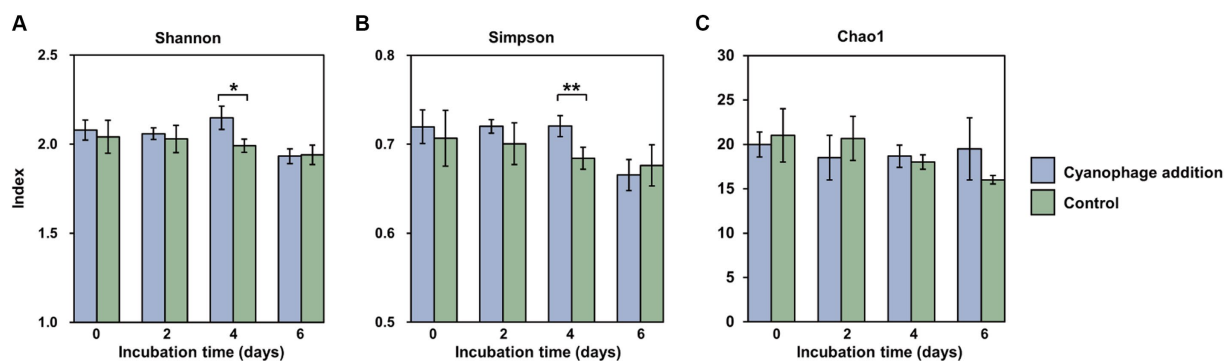 A
Shannon
2.5
2.0
1.5
1.0
Index
*
0 2 4 6
Incubation time (days)
B
Simpson
0.8
0.7
0.6
0.5
**
0 2 4 6
Incubation time (days)
C
Chao1
30
25
20
15
10
5
0
0 2 4 6
Incubation time (days)
Cyanophage addition
Control